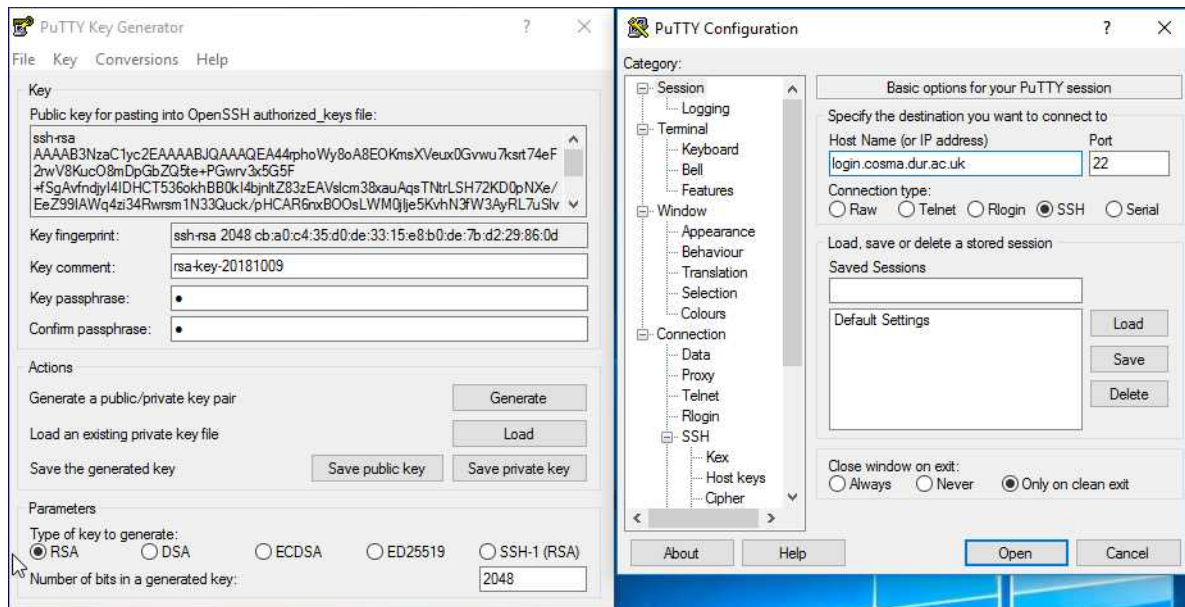 PuTTY Key Generator
?
File Key Conversions Help
Key
Public key for pasting into OpenSSH authorized_keys file:
ssh-rsa
AAAAB3NzaC1yc2EAAAABJQAAAQEA44rphoWy8oA8EOKmsXVeux0Gvwu7ksrt74eF
2rwV8KucO8mDpGbZQ5te+PGwrv3x5G5F
+fSgAvfndjyI4IDHCT536okhBB0kI4bjnltZ83zEAVslcm38xauAqsTNtrLSH72KD0pNXe/
EeZ99IAWq4zi34Rwrsm1N33Quck/pHCAR6nxBOOsLWM0jIje5KvhN3fW3AyRL7uSlv
Key fingerprint:
ssh-rsa 2048 cb:a0:c4:35:d0:de:33:15:e8:b0:de:7b:d2:29:86:0d
Key comment:
rsa-key-20181009
Key passphrase:
Confirm passphrase:
Actions
Generate a public/private key pair
Generate
Load an existing private key file
Load
Save the generated key
Save public key
Save private key
Parameters
Type of key to generate:
RSA DSA ECDSA ED25519 SSH-1 (RSA)
Number of bits in a generated key:
2048
PuTTY Configuration
?
Category:
Session
Logging
Terminal
Keyboard
Bell
Features
Window
Appearance
Behaviour
Translation
Selection
Colours
Connection
Data
Proxy
Telnet
Rlogin
SSH
Kex
Host keys
Cipher
Basic options for your PuTTY session
Specify the destination you want to connect to
Host Name (or IP address) Port
login.cosma.dur.ac.uk 22
Connection type:
Raw Telnet Rlogin SSH Serial
Load, save or delete a stored session
Saved Sessions
Default Settings
Load
Save
Delete
Close window on exit:
Always Never Only on clean exit
About Help Open Cancel